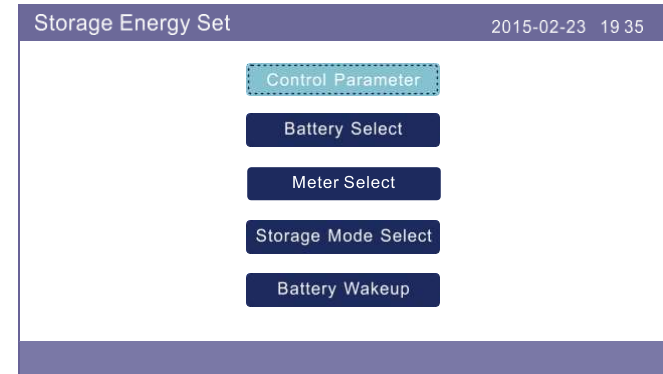 Storage Energy Set 2015-02-23 19 35
Control Parameter
Battery Select
Meter Select
Storage Mode Select
Battery Wakeup